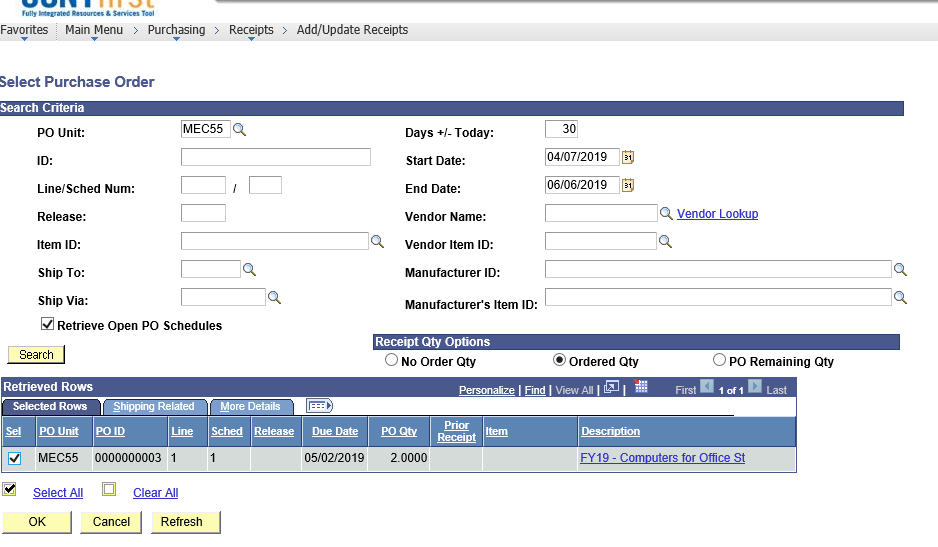 CUNYfirst
Fully Integrated Resources & Services Tool
Favorites Main Menu > Purchasing > Receipts > Add/Update Receipts
Select Purchase Order
Search Criteria
PO Unit: MEC55 Days +/- Today: 30
ID: Start Date: 04/07/2019 31
Line/Sched Num: / End Date: 06/06/2019 31
Release: Vendor Name: Vendor Lookup
Item ID: Vendor Item ID:
Ship To: Manufacturer ID:
Ship Via: Manufacturer's Item ID:
Retrieve Open PO Schedules
Search Receipt Qty Options
No Order Qty Ordered Qty PO Remaining Qty
Retrieved Rows Personalize | Find | View All | | First 1 of 1 Last
Selected Rows Shipping Related More Details
Sel PO Unit PO ID Line Sched Release Due Date PO Qty Prior Receipt Item Description
MEC55 0000000003 1 1 05/02/2019 2.0000 FY19 - Computers for Office St
Select All Clear All
OK Cancel Refresh